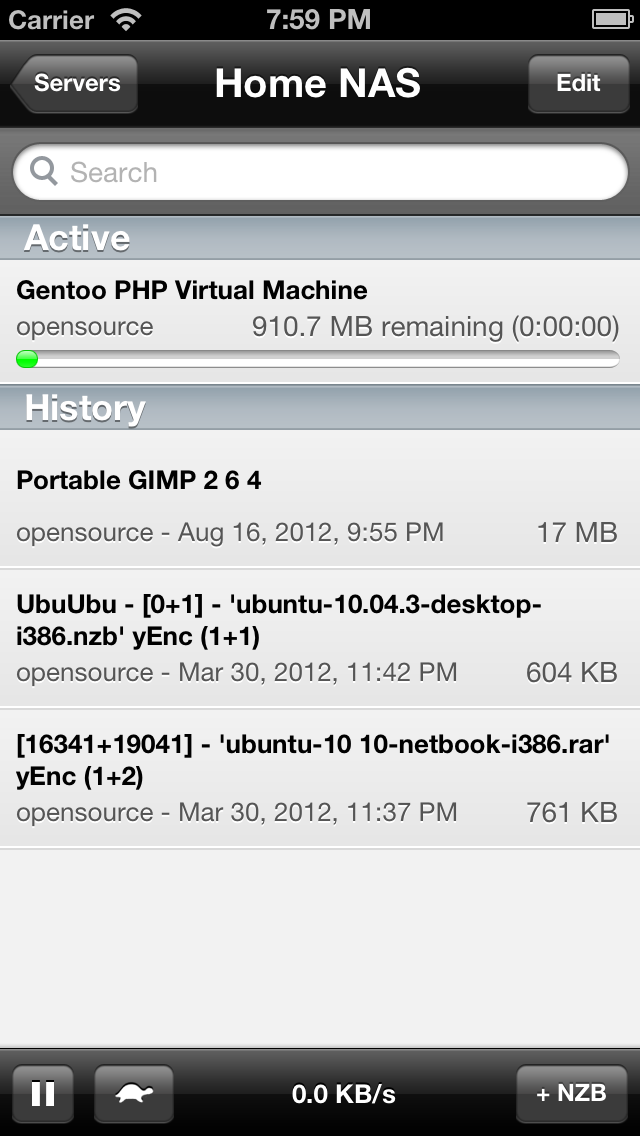 Carrier 7:59 PM
Servers Home NAS Edit
Search
Active
Gentoo PHP Virtual Machine
opensource 910.7 MB remaining (0:00:00)
History
Portable GIMP 2 6 4
opensource - Aug 16, 2012, 9:55 PM 17 MB
UbuUbu - [0+1] - 'ubuntu-10.04.3-desktop-
i386.nzb' yEnc (1+1)
opensource - Mar 30, 2012, 11:42 PM 604 KB
[16341+19041] - 'ubuntu-10 10-netbook-i386.rar'
yEnc (1+2)
opensource - Mar 30, 2012, 11:37 PM 761 KB
0.0 KB/s + NZB